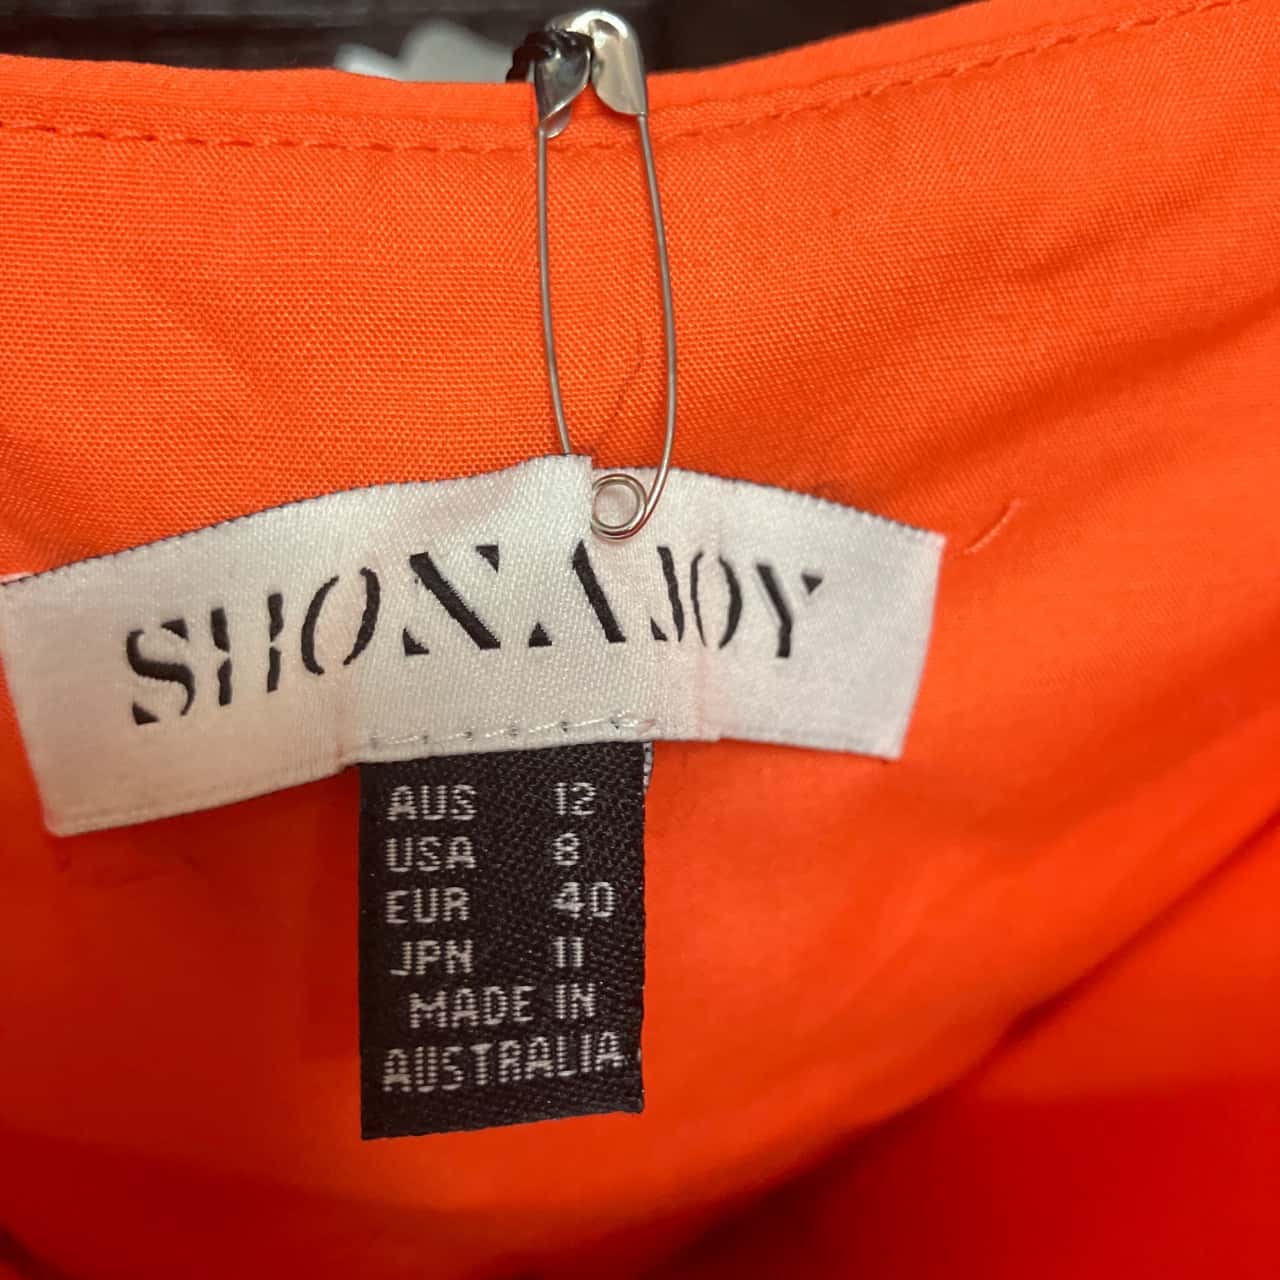 SHONA JOY
AUS 12
USA 8
EUR 40
JPN 11
MADE IN
AUSTRALIA